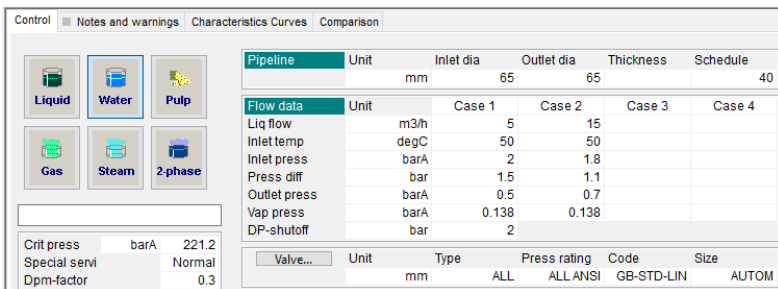 Control Notes and warnings Characteristics Curves Comparison
Liquid Water Pulp
Gas Steam 2-phase
Crit press barA 221.2
Special servi Normal
Dpm-factor 0.3
Pipeline Unit Inlet dia Outlet dia Thickness Schedule
mm 65 65 40
Flow data Unit Case 1 Case 2 Case 3 Case 4
Liq flow m3/h 5 15
Inlet temp degC 50 50
Inlet press barA 2 1.8
Press diff bar 1.5 1.1
Outlet press barA 0.5 0.7
Vap press barA 0.138 0.138
DP-shutoff bar 2
Valve... Unit Type Press rating Code Size
mm ALL ALL ANSI GB-STD-LIN AUTOM